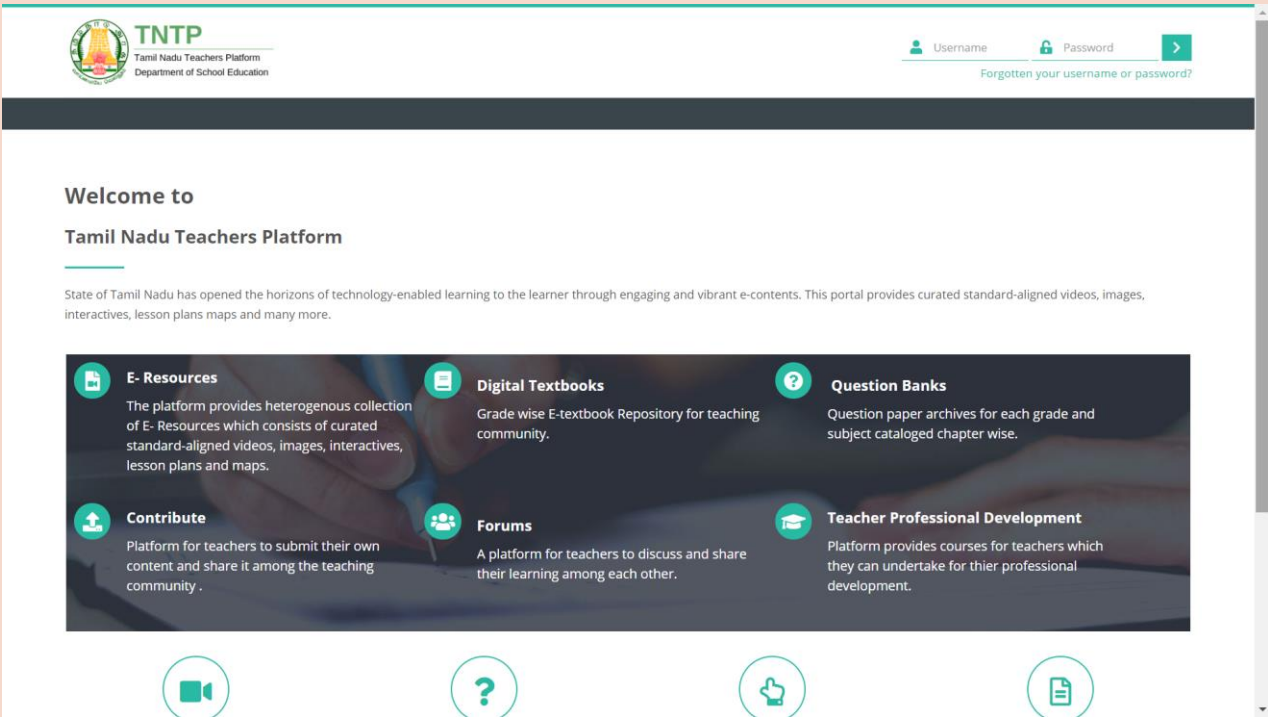 TNTP
Tamil Nadu Teachers Platform
Department of School Education
Username
Password
Forgotten your username or password?
Welcome to
Tamil Nadu Teachers Platform
State of Tamil Nadu has opened the horizons of technology-enabled learning to the learner through engaging and vibrant e-contents. This portal provides curated standard-aligned videos, images,
interactives, lesson plans maps and many more.
E- Resources
The platform provides heterogenous collection
of E- Resources which consists of curated
standard-aligned videos, images, interactives,
lesson plans and maps.
Digital Textbooks
Grade wise E-textbook Repository for teaching
community.
Question Banks
Question paper archives for each grade and
subject cataloged chapter wise.
Contribute
Platform for teachers to submit their own
content and share it among the teaching
community .
Forums
A platform for teachers to discuss and share
their learning among each other.
Teacher Professional Development
Platform provides courses for teachers which
they can undertake for thier professional
development.